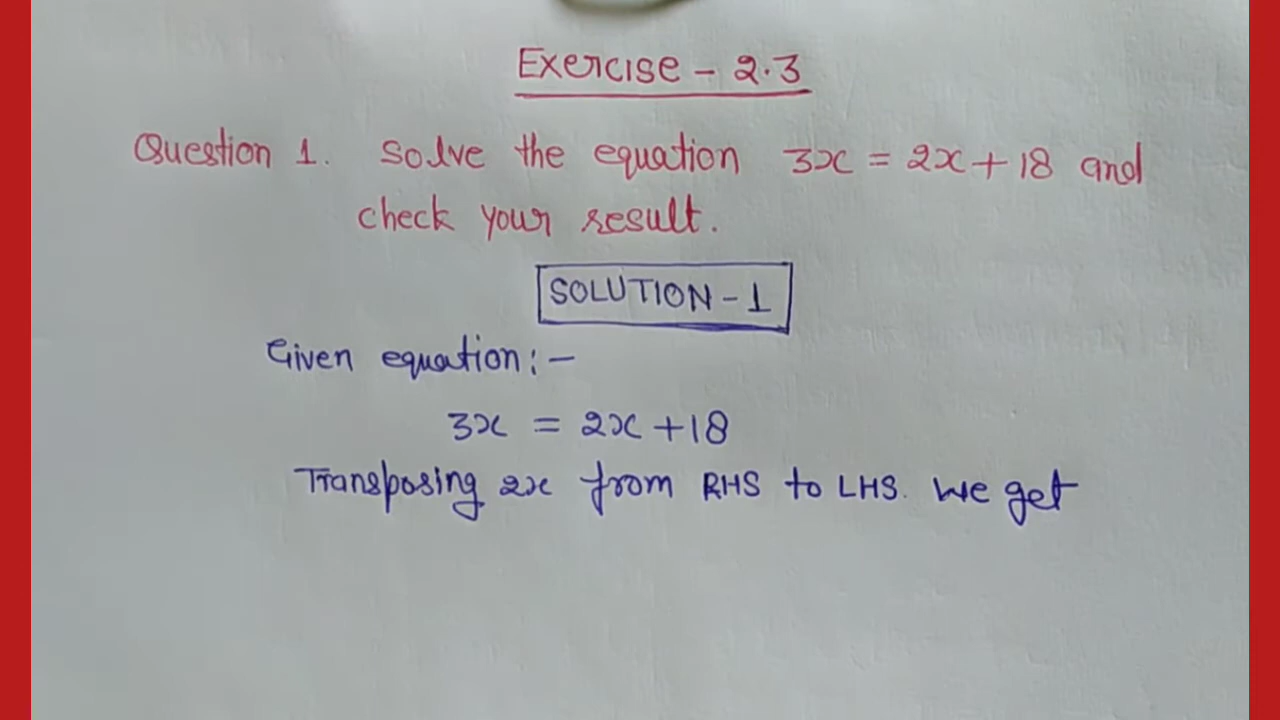 Exercise - 2.3
Question 1. Solve the equation 3x = 2x + 18 and
check your result.
SOLUTION - 1
Given equation : -
3x = 2x + 18
Transposing 2x from RHS to LHS. We get